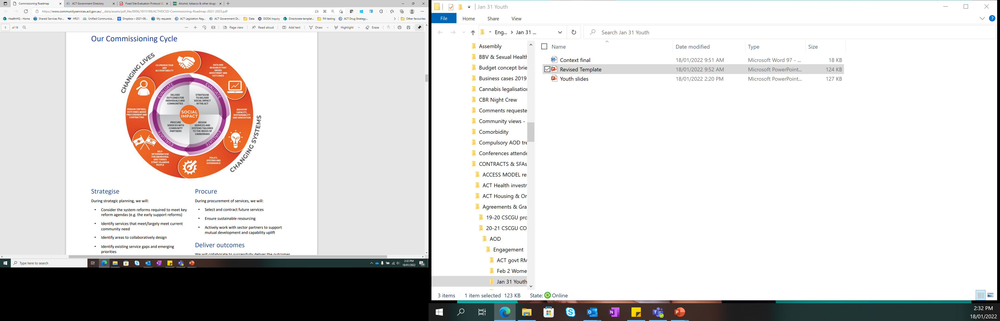 Commissioning Roadmap
ACT Government Directory
Fixed Site Evaluation Protocol 20
Alcohol, tobacco & other drugs
https://www.communityservices.act.gov.au/__data/assets/pdf_file/0006/1815189/ACTHDCSD-Commissioning-Roadmap-2021-2023.pdf
HealthHQ - Home
Shared Services Por...
HR21
Unified Communica...
Dropbox – 2021-08...
My requests
ACT Legislation Reg...
ACT Government Di...
Data
DODA Inquiry
Directorate templat...
Pill testing
ACT Drug Strategy...
Other favourites
5 of 19
Page view
Read aloud
Add text
Draw
Highlight
Erase
Our Commissioning Cycle
CHANGING LIVES
CO-PRODUCTION
AND
ACCOUNTABILITY
DATA AND
RESEARCH THAT
DRIVES
INVESTMENT AND
OUTCOMES
EVALUATE
EVALUATE
DELIVER
OUTCOMES FOR
INDIVIDUALS AND
COMMUNITIES
STRATEGISE
TO DELIVER
SOCIAL IMPACT
IN THE ACT
PERSON CENTRED,
OUTCOMES-BASED
PROCUREMENT AND
CONTRACTING
SOCIAL
IMPACT
INDUSTRY
CAPACITY,
SUSTAINABILITY
AND INNOVATION
PROCURE
SERVICES WITH
COMMUNITY
PARTNERS
DESIGN
SERVICES AND
SYSTEMS TAILORED
TO THE NEEDS OF
CANBERRANS
EVALUATE
EVALUATE
SELF-
DETERMINATION
FOR ABORIGINAL
AND TORRES
STRAIT ISLANDER
PEOPLE
POLICY,
SYSTEMS AND
GOVERNANCE
CHANGING SYSTEMS
Strategise
During strategic planning, we will:
• Consider the system reforms required to meet key
reform agendas (e.g. the early support reforms)
• Identify services that meet/largely meet current
community need
• Identify areas to collaboratively design
• Identify existing service gaps and emerging
priorities
Procure
During procurement of services, we will:
• Select and contract future services
• Ensure sustainable resourcing
• Actively work with sector partners to support
mutual development and capability uplift
Deliver outcomes
We will collaborate to successfully deliver the outcomes
Type here to search
2:32 PM
18/01/2022
26
Jan 31 Youth
File
Home
Share
View
« Eng... › Jan 31 ...
Search Jan 31 Youth
Assembly
BBV & Sexual Health
Budget concept brie
Business cases 2019
Cannabis legalisation
CBR Night Crew
Comments requeste
Community views -
Comorbidity
Compulsory AOD tre
Conferences attende
CONTRACTS & SFAs
ACCESS MODEL re
ACT Health investr
ACT Housing & Or
Agreements & Gra
19-20 CSCGU pro
20-21 CSCGU CO
AOD
Engagement
ACT govt RM
Feb 2 Wome
Jan 31 Youth
Name Date modified Type Size
Context final 18/01/2022 9:51 AM Microsoft Word 97 - ... 18 KB
Revised Template 18/01/2022 9:52 AM Microsoft PowerPoint... 124 KB
Youth slides 18/01/2022 2:20 PM Microsoft PowerPoint... 127 KB
3 items 1 item selected 123 KB State: Online
2:32 PM
18/01/2022